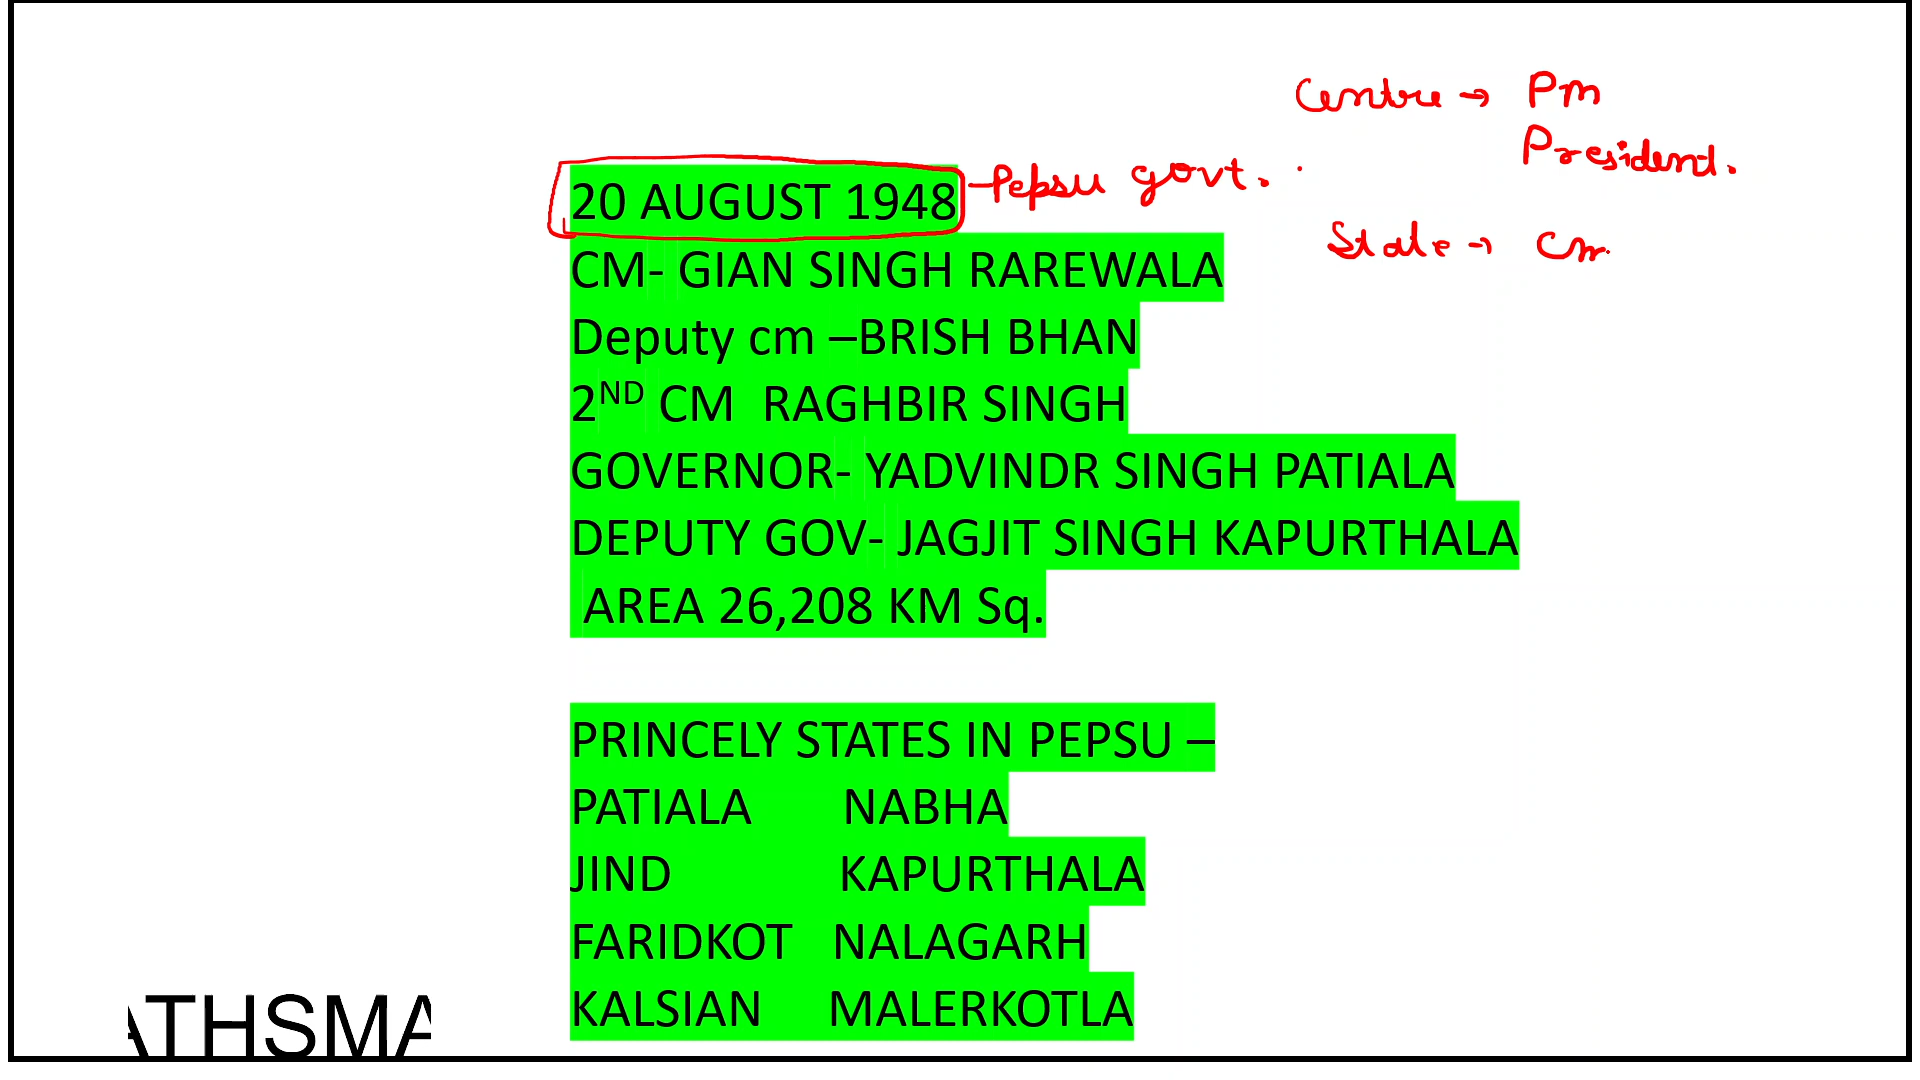 Centre → Pm
President.
20 AUGUST 1948 - Pepsu govt.
State → Cm.
CM- GIAN SINGH RAREWALA
Deputy cm –BRISH BHAN
2ND CM RAGHBIR SINGH
GOVERNOR- YADVINDR SINGH PATIALA
DEPUTY GOV- JAGJIT SINGH KAPURTHALA
AREA 26,208 KM Sq.
PRINCELY STATES IN PEPSU –
PATIALA NABHA
JIND KAPURTHALA
FARIDKOT NALAGARH
KALSIAN MALERKOTLA
ATHSMA